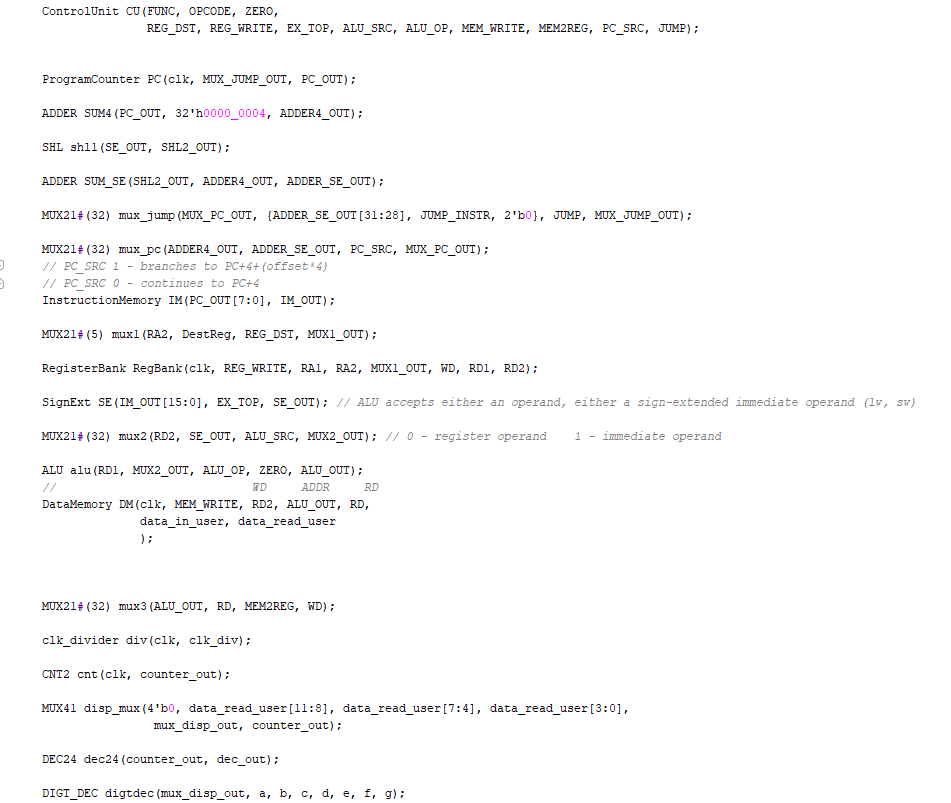 ControlUnit CU(FUNC, OPCODE, ZERO,
REG_DST, REG_WRITE, EX_TOP, ALU_SRC, ALU_OP, MEM_WRITE, MEM2REG, PC_SRC, JUMP);
ProgramCounter PC(clk, MUX_JUMP_OUT, PC_OUT);
ADDER SUM4(PC_OUT, 32'h0000_0004, ADDER4_OUT);
SHL shl1(SE_OUT, SHL2_OUT);
ADDER SUM_SE(SHL2_OUT, ADDER4_OUT, ADDER_SE_OUT);
MUX21#(32) mux_jump(MUX_PC_OUT, {ADDER_SE_OUT[31:28], JUMP_INSTR, 2'b0}, JUMP, MUX_JUMP_OUT);
MUX21#(32) mux_pc(ADDER4_OUT, ADDER_SE_OUT, PC_SRC, MUX_PC_OUT);
// PC_SRC 1 - branches to PC+4+(offset*4)
// PC_SRC 0 - continues to PC+4
InstructionMemory IM(PC_OUT[7:0], IM_OUT);
MUX21#(5) mux1(RA2, DestReg, REG_DST, MUX1_OUT);
RegisterBank RegBank(clk, REG_WRITE, RA1, RA2, MUX1_OUT, WD, RD1, RD2);
SignExt SE(IM_OUT[15:0], EX_TOP, SE_OUT); // ALU accepts either an operand, either a sign-extended immediate operand (lw, sw)
MUX21#(32) mux2(RD2, SE_OUT, ALU_SRC, MUX2_OUT); // 0 - register operand    1 - immediate operand
ALU alu(RD1, MUX2_OUT, ALU_OP, ZERO, ALU_OUT);
//                            WD     ADDR     RD
DataMemory DM(clk, MEM_WRITE, RD2, ALU_OUT, RD,
data_in_user, data_read_user
);
MUX21#(32) mux3(ALU_OUT, RD, MEM2REG, WD);
clk_divider div(clk, clk_div);
CNT2 cnt(clk, counter_out);
MUX41 disp_mux(4'b0, data_read_user[11:8], data_read_user[7:4], data_read_user[3:0],
mux_disp_out, counter_out);
DEC24 dec24(counter_out, dec_out);
DIGT_DEC digtdec(mux_disp_out, a, b, c, d, e, f, g);